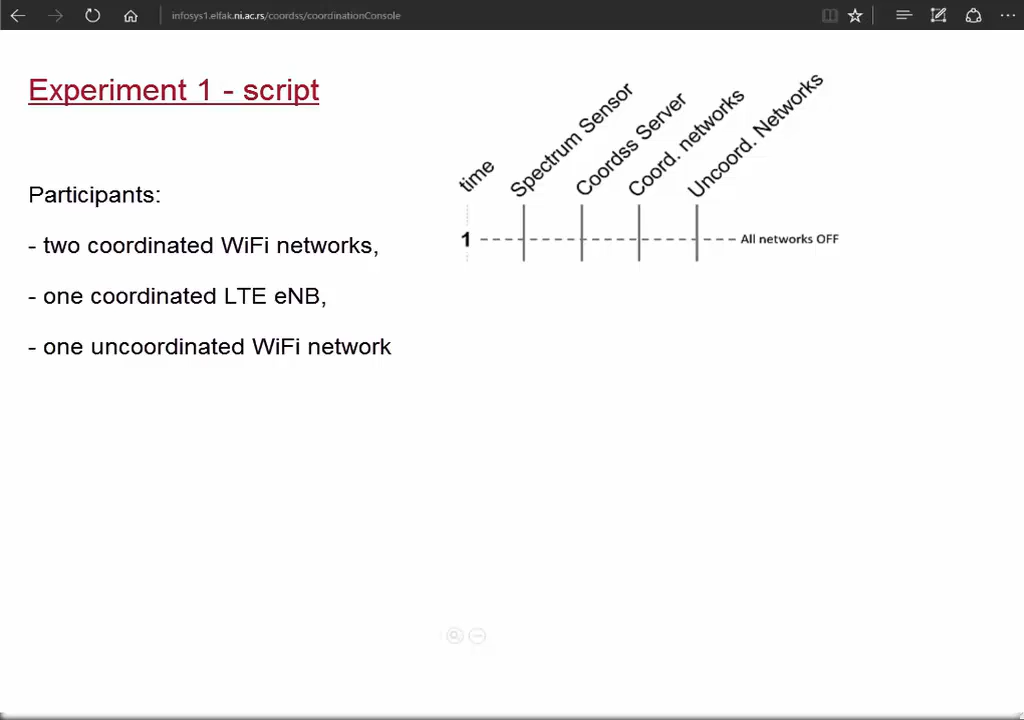 infosys1.elfak.ni.ac.rs/coordss/coordinationConsole
Experiment 1 - script
Participants:
- two coordinated WiFi networks,
- one coordinated LTE eNB,
- one uncoordinated WiFi network
time
Spectrum Sensor
Coordss Server
Coord. networks
Uncoord. Networks
1
All networks OFF